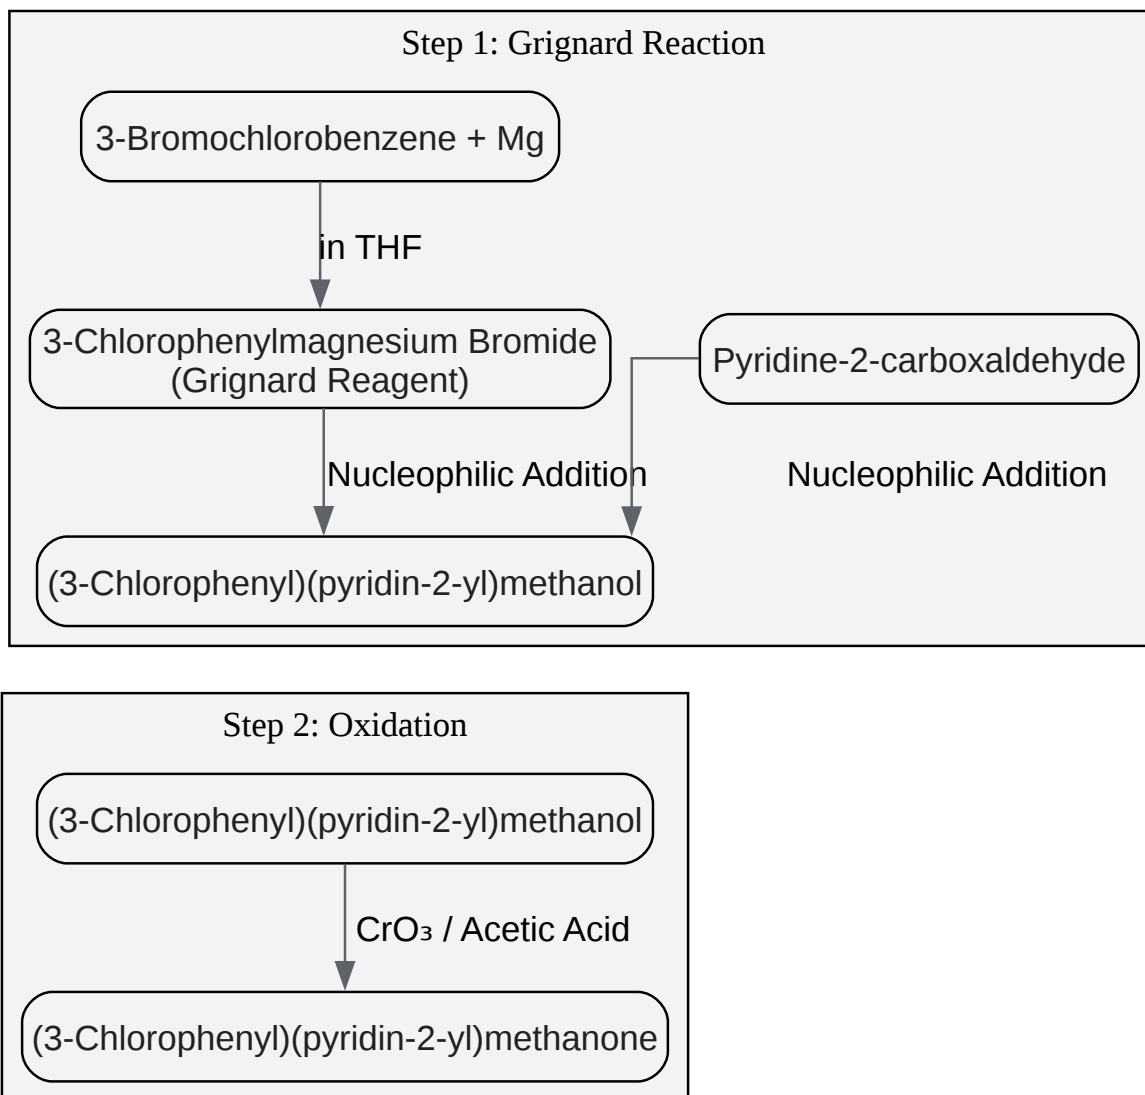 Step 1: Grignard Reaction
3-Bromochlorobenzene + Mg
in THF
3-Chlorophenylmagnesium Bromide
(Grignard Reagent)
Pyridine-2-carboxaldehyde
Nucleophilic Addition
Nucleophilic Addition
(3-Chlorophenyl)(pyridin-2-yl)methanol
Step 2: Oxidation
(3-Chlorophenyl)(pyridin-2-yl)methanol
CrO₃ / Acetic Acid
(3-Chlorophenyl)(pyridin-2-yl)methanone